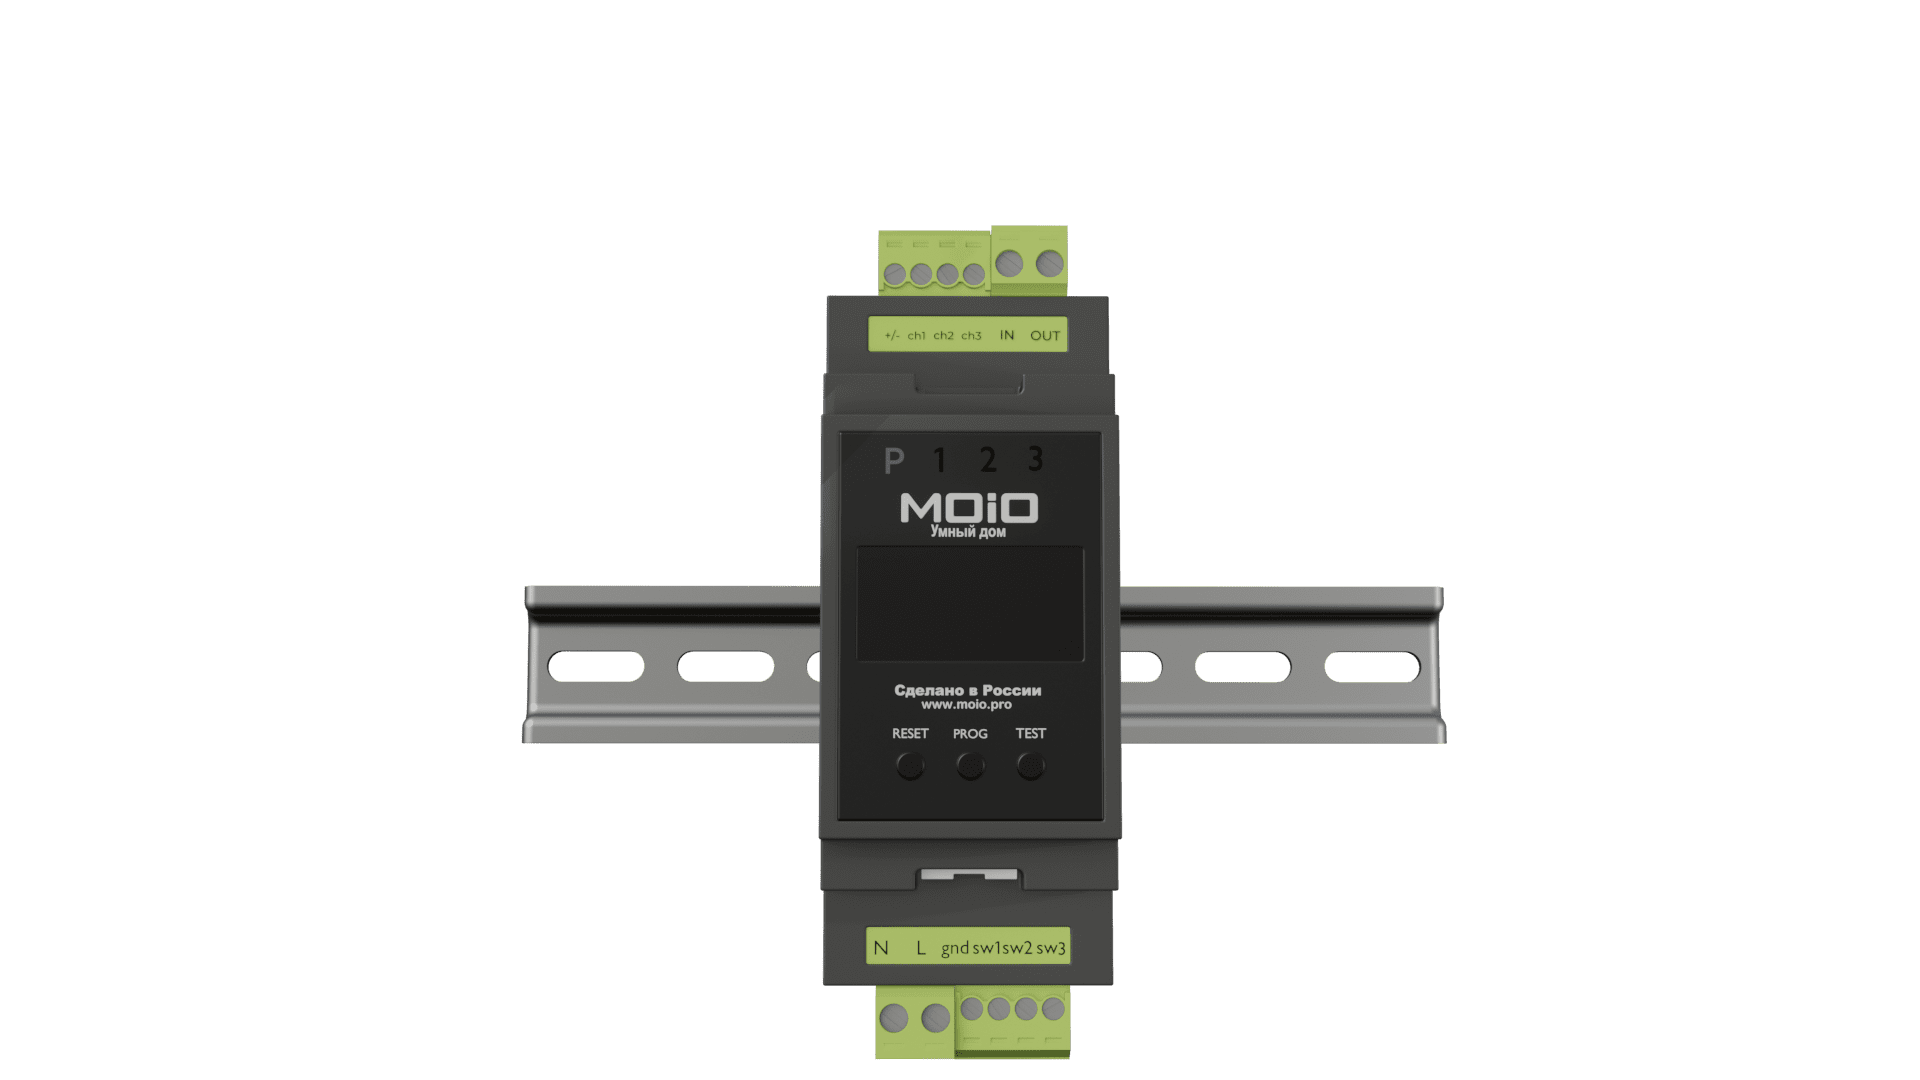 +/- ch1 ch2 ch3 IN OUT
P 1 2 3
MOiO
Умный дом
Сделано в России
www.moio.pro
RESET PROG TEST
N L gnd sw1 sw2 sw3